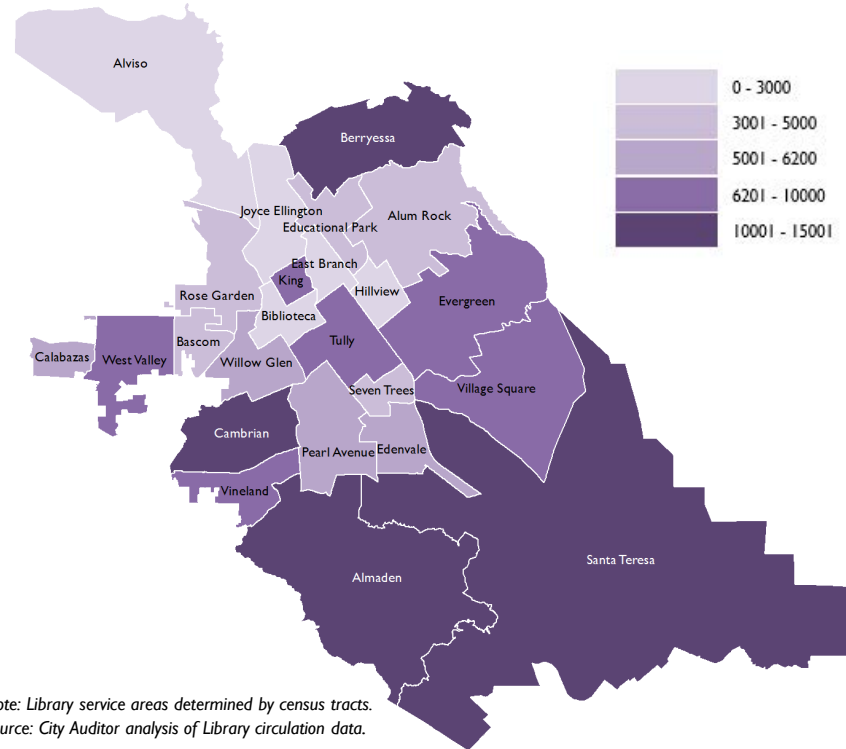 Alviso
0 - 3000
3001 - 5000
5001 - 6200
6201 - 10000
10001 - 15001
Berryessa
Joyce Ellington
Alum Rock
Educational Park
East Branch
King
Hillview
Rose Garden
Evergreen
Biblioteca
Tully
Bascom
Calabazas
West Valley
Willow Glen
Seven Trees
Village Square
Cambrian
Pearl Avenue
Edenvale
Vineland
Santa Teresa
Almaden
ote: Library service areas determined by census tracts.
urce: City Auditor analysis of Library circulation data.